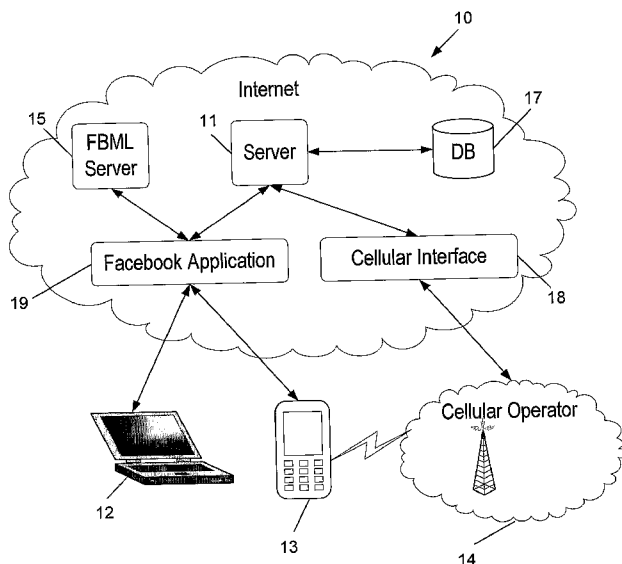 10
Internet
15
11
17
FBML
Server
Server
DB
Facebook Application
Cellular Interface
19
18
Cellular Operator
12
13
14